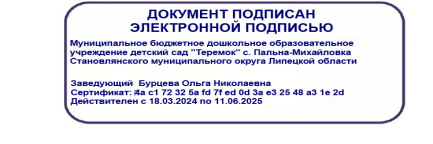 ДОКУМЕНТ ПОДПИСАН
ЭЛЕКТРОННОЙ ПОДПИСЬЮ
Муниципальное бюджетное дошкольное образовательное
учреждение детский сад "Теремок" с. Пальна-Михайловка
Становлянского муниципального округа Липецкой области
Заведующий Бурцева Ольга Николаевна
Сертификат: 4a c1 72 32 5a fd 7f ed 0d 3a e3 25 48 a3 1e 2d
Действителен с 18.03.2024 по 11.06.2025